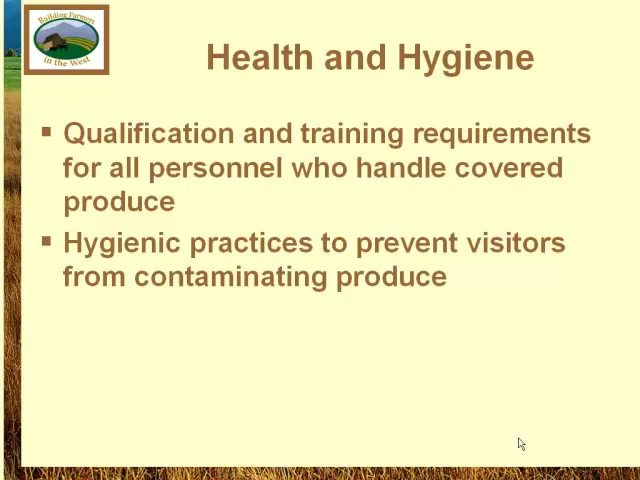 Building Farmers
in the West
Health and Hygiene
Qualification and training requirements
for all personnel who handle covered
produce
Hygienic practices to prevent visitors
from contaminating produce